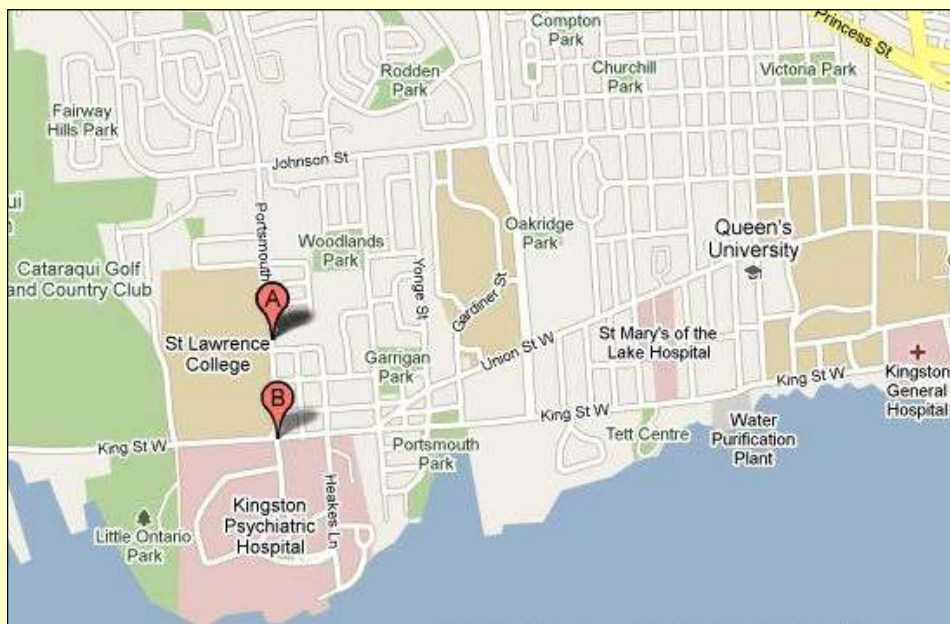 Compton
Park
Princess St
Rodden
Park
Churchill
Park
Victoria Park
Fairway
Hills Park
Johnson St
Portsmouth
Woodlands
Park
Oakridge
Park
Queen's
University
Cataraqui Golf
and Country Club
Yonge St
Gardiner St
A
St Lawrence
College
Union St W
St Mary's of the
Lake Hospital
Garrigan
Park
B
King St W
King St W
King St W
Kingston
General
Hospital
Portsmouth
Park
Tett Centre
Water
Purification
Plant
Heakes Ln
Kingston
Psychiatric
Hospital
Little Ontario
Park